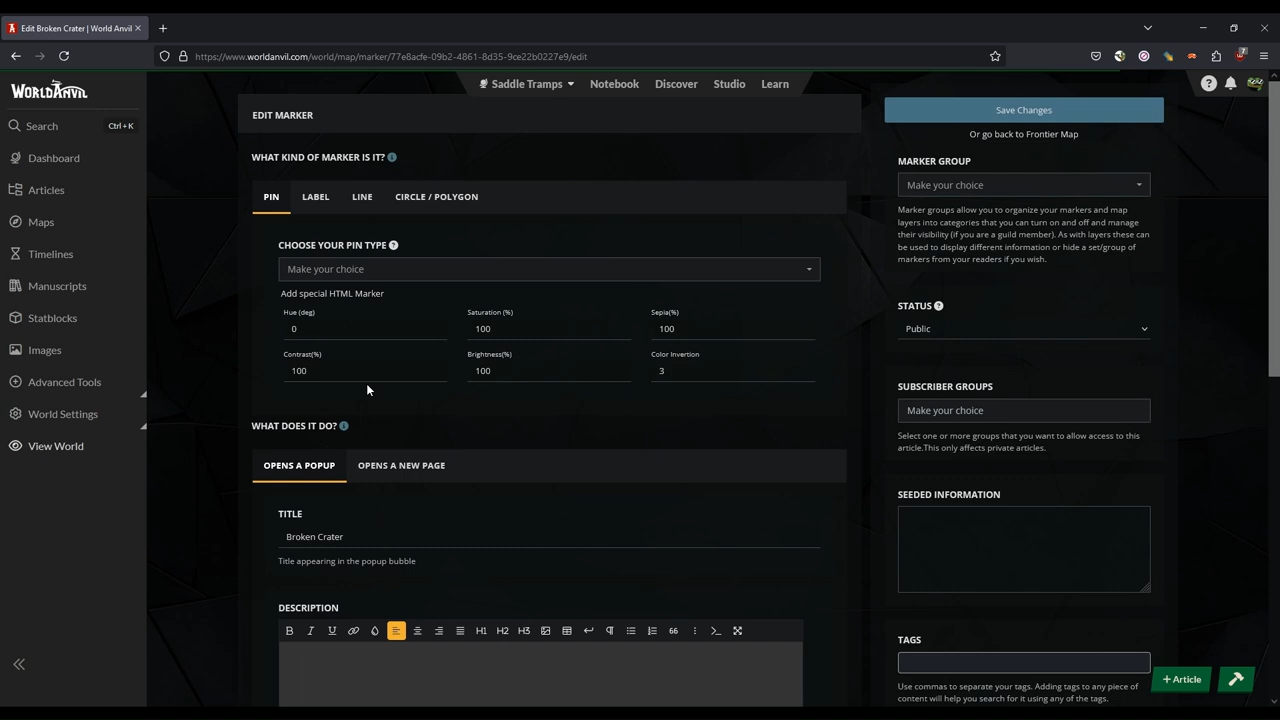 Edit Broken Crater | World Anvil
https://www.worldanvil.com/world/map/marker/77e8acfe-09b2-4861-8d35-9ce22b0227e9/edit
7
WORLDANVIL
Saddle Tramps
Notebook
Discover
Studio
Learn
Search
Ctrl+K
Dashboard
Articles
Maps
Timelines
Manuscripts
Statblocks
Images
Advanced Tools
World Settings
View World
EDIT MARKER
WHAT KIND OF MARKER IS IT?
PIN
LABEL
LINE
CIRCLE / POLYGON
CHOOSE YOUR PIN TYPE
Make your choice
Add special HTML Marker
Hue (deg)
Saturation (%)
Sepia(%)
0
100
100
Contrast(%)
Brightness(%)
Color Invertion
100
100
3
WHAT DOES IT DO?
OPENS A POPUP
OPENS A NEW PAGE
TITLE
Broken Crater
Title appearing in the popup bubble
DESCRIPTION
B I U H1 H2 H3 66
Save Changes
Or go back to Frontier Map
MARKER GROUP
Make your choice
Marker groups allow you to organize your markers and map
layers into categories that you can turn on and off and manage
their visibility (if you are a guild member). As with layers these can
be used to display different information or hide a set/group of
markers from your readers if you wish.
STATUS
Public
SUBSCRIBER GROUPS
Make your choice
Select one or more groups that you want to allow access to this
article.This only affects private articles.
SEEDED INFORMATION
TAGS
Use commas to separate your tags. Adding tags to any piece of
content will help you search for it using any of the tags.
+ Article